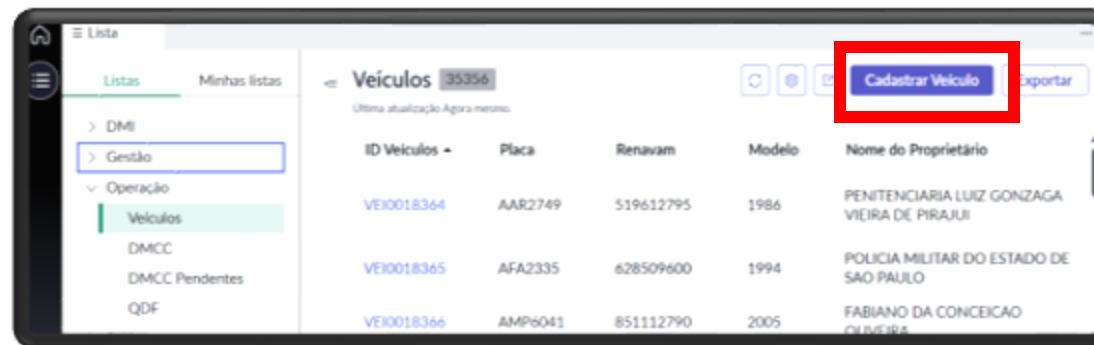 Lista
Listas Minhas listas
Veículos 35356
Cadastrar Veículo Exportar
Última atualização Agora mesmo.
DMI
Gestão
Operação
Veículos
DMCC
DMCC Pendentes
QDF
ID Veículos Placa Renavam Modelo Nome do Proprietário
VEI0018364 AAR2749 519612795 1986 PENITENCIARIA LUIZ GONZAGA
VIEIRA DE PIRAJUI
VEI0018365 AFA2335 628509600 1994 POLICIA MILITAR DO ESTADO DE
SAO PAULO
VEI0018366 AMP6041 851112790 2005 FABIANO DA CONCEICAO
OLIVEIRA